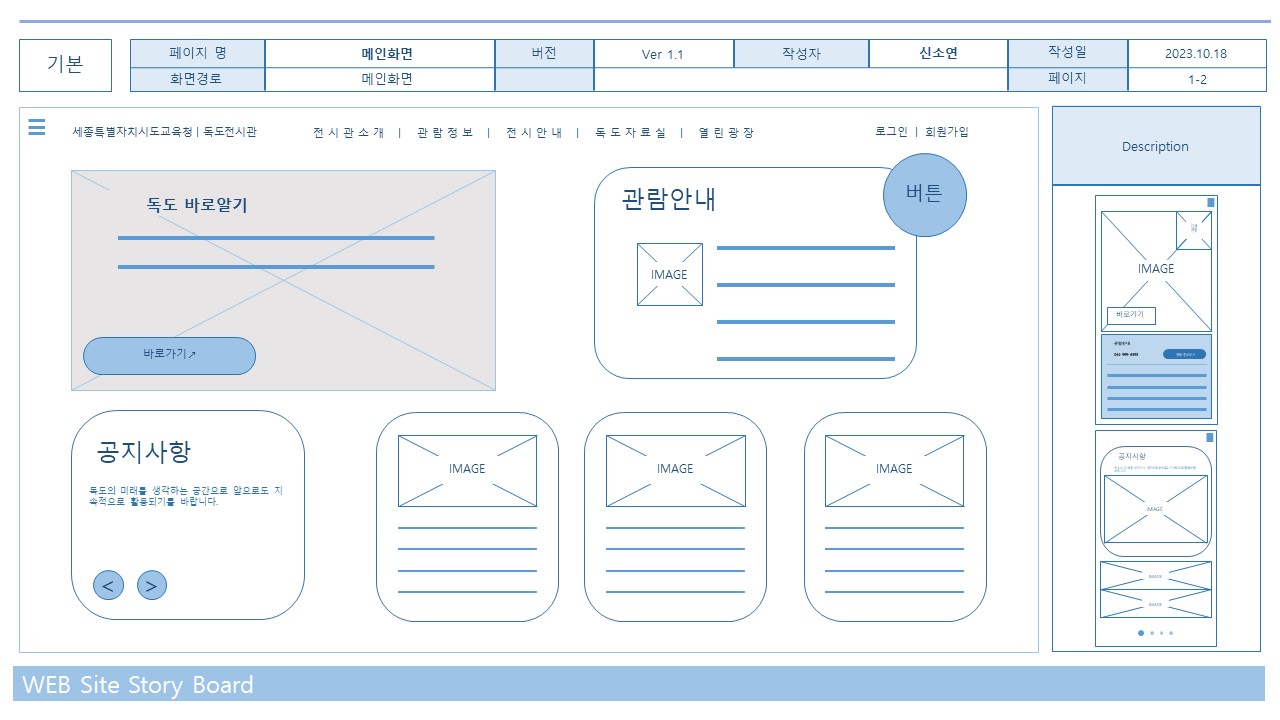 기본
페이지 명 메인화면 버전 Ver 1.1 작성자 신소연 작성일 2023.10.18
화면경로 메인화면 페이지 1-2
세종특별자치시도교육청 | 독도전시관
전시관소개 | 관람정보 | 전시안내 | 독도자료실 | 열린광장
로그인 | 회원가입
독도 바로알기
바로가기↗
관람안내
버튼
IMAGE
공지사항
독도의 미래를 생각하는 공간으로 앞으로도 지
속적으로 활용되기를 바랍니다.
< >
IMAGE
IMAGE
IMAGE
Description
IMAGE
바로가기
관람안내
공지사항
IMAGE
IMAGE
IMAGE
WEB Site Story Board